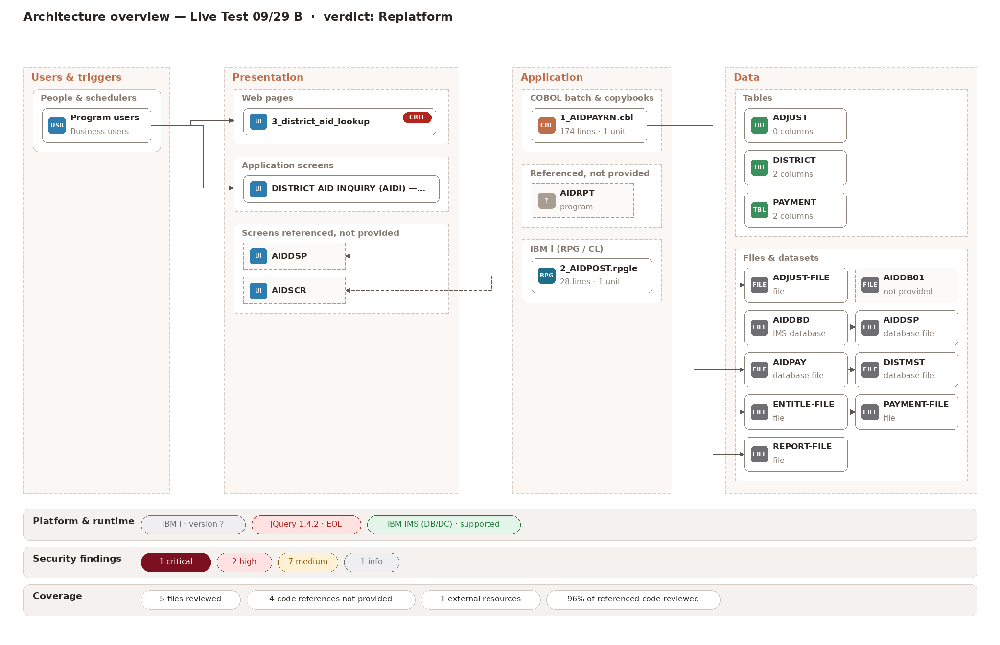 Architecture overview — Live Test 09/29 B  ·  verdict: Replatform
Users & triggers
People & schedulers
USR
Program users
Business users
Presentation
Web pages
UI
3_district_aid_lookup
CRIT
Application screens
UI
DISTRICT AID INQUIRY (AIDI) —...
Screens referenced, not provided
UI
AIDDSP
UI
AIDSCR
Application
COBOL batch & copybooks
CBL
1_AIDPAYRN.cbl
174 lines · 1 unit
Referenced, not provided
?
AIDRPT
program
IBM i (RPG / CL)
RPG
2_AIDPOST.rpgle
28 lines · 1 unit
Data
Tables
TBL
ADJUST
0 columns
TBL
DISTRICT
2 columns
TBL
PAYMENT
2 columns
Files & datasets
FILE
ADJUST-FILE
file
FILE
AIDDB01
not provided
FILE
AIDDBD
IMS database
FILE
AIDDSP
database file
FILE
AIDPAY
database file
FILE
DISTMST
database file
FILE
ENTITLE-FILE
file
FILE
PAYMENT-FILE
file
FILE
REPORT-FILE
file
Platform & runtime
IBM i · version ?
jQuery 1.4.2 · EOL
IBM IMS (DB/DC) · supported
Security findings
1 critical
2 high
7 medium
1 info
Coverage
5 files reviewed
4 code references not provided
1 external resources
96% of referenced code reviewed